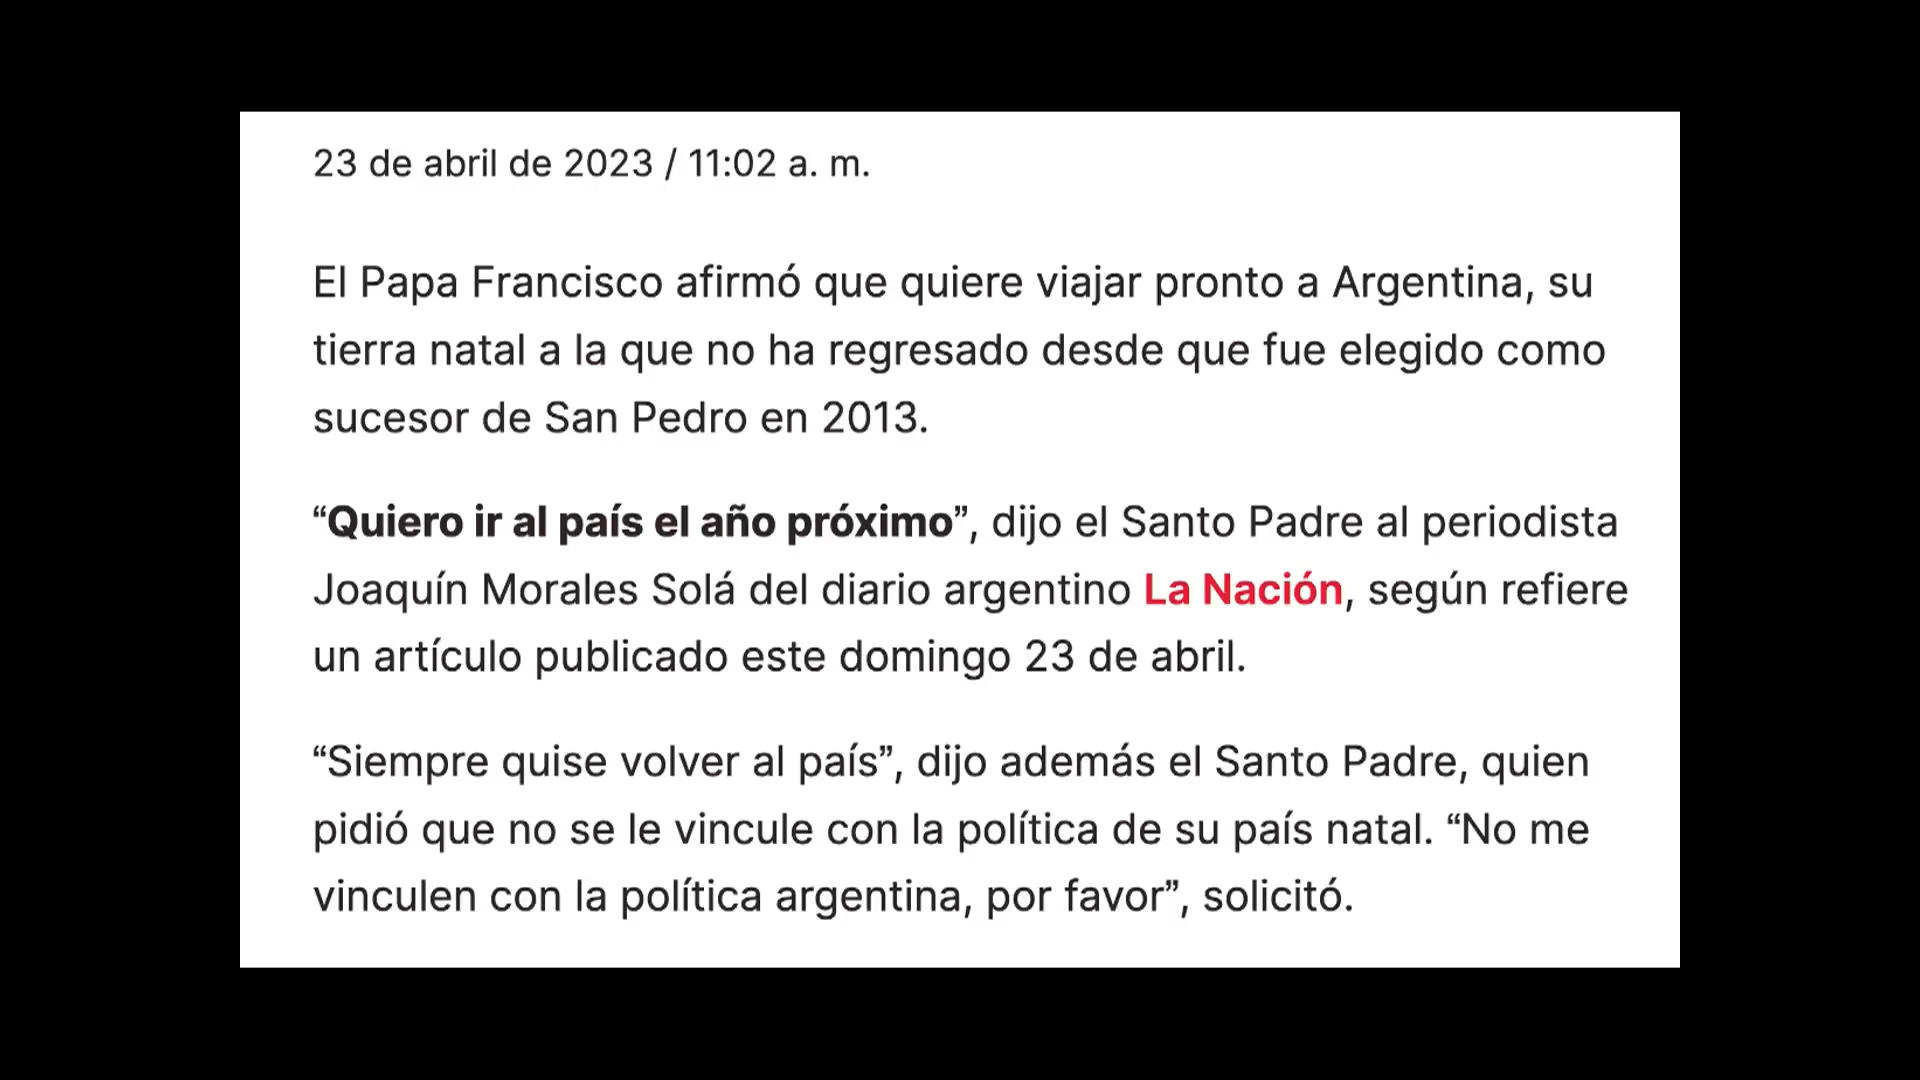 23 de abril de 2023 / 11:02 a. m.
El Papa Francisco afirmó que quiere viajar pronto a Argentina, su
tierra natal a la que no ha regresado desde que fue elegido como
sucesor de San Pedro en 2013.
“Quiero ir al país el año próximo”, dijo el Santo Padre al periodista
Joaquín Morales Solá del diario argentino La Nación, según refiere
un artículo publicado este domingo 23 de abril.
“Siempre quise volver al país”, dijo además el Santo Padre, quien
pidió que no se le vincule con la política de su país natal. “No me
vinculen con la política argentina, por favor”, solicitó.